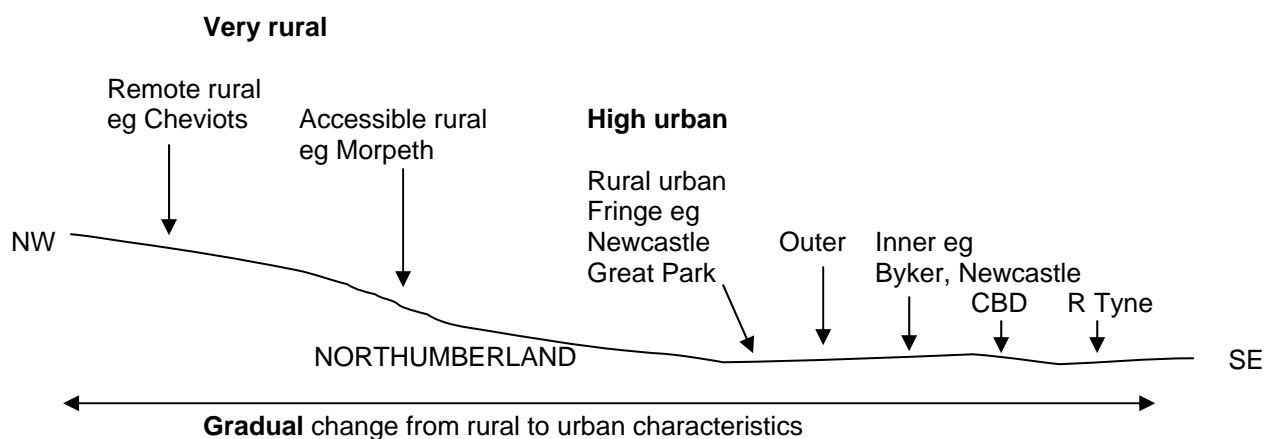 Very rural
Remote rural
eg Cheviots
Accessible rural
eg Morpeth
High urban
Rural urban
Fringe eg
Newcastle
Great Park
Outer
Inner eg
Byker, Newcastle
CBD
R Tyne
NW
NORTHUMBERLAND
SE
Gradual change from rural to urban characteristics